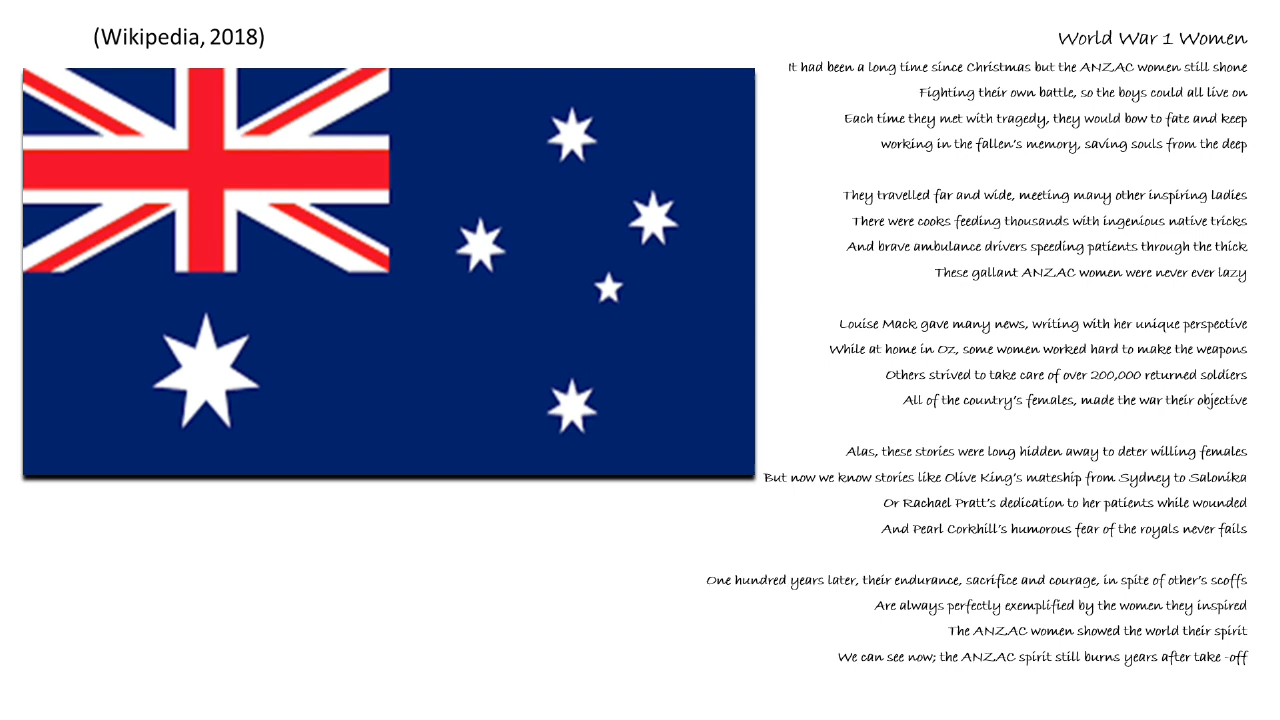 (Wikipedia, 2018)
World War 1 Women
It had been a long time since Christmas but the ANZAC women still shone
Fighting their own battle, so the boys could all live on
Each time they met with tragedy, they would bow to fate and keep
working in the fallen's memory, saving souls from the deep
They travelled far and wide, meeting many other inspiring ladies
There were cooks feeding thousands with ingenious native tricks
And brave ambulance drivers speeding patients through the thick
These gallant ANZAC women were never ever lazy
Louise Mack gave many news, writing with her unique perspective
While at home in Oz, some women worked hard to make the weapons
Others strived to take care of over 200,000 returned soldiers
All of the country's females, made the war their objective
Alas, these stories were long hidden away to deter willing females
But now we know stories like Olive King's mateship from Sydney to Salonika
Or Rachael Pratt's dedication to her patients while wounded
And Pearl Corkhill's humorous fear of the royals never fails
One hundred years later, their endurance, sacrifice and courage, in spite of other's scoffs
Are always perfectly exemplified by the women they inspired
The ANZAC women showed the world their spirit
We can see now; the ANZAC spirit still burns years after take -off